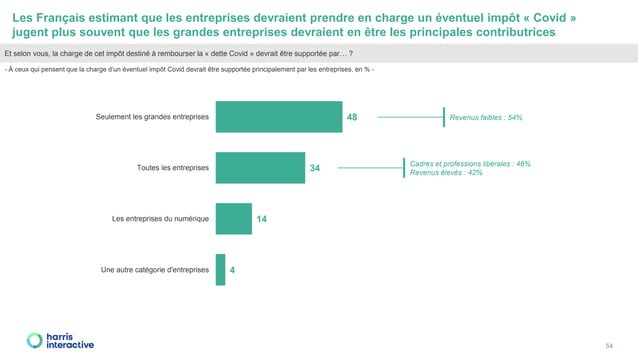 Les Français estimant que les entreprises devraient prendre en charge un éventuel impôt « Covid »
jugent plus souvent que les grandes entreprises devraient en être les principales contributrices
Et selon vous, la charge de cet impôt destiné à rembourser la « dette Covid » devrait être supportée par… ?
- À ceux qui pensent que la charge d'un éventuel impôt Covid devrait être supportée principalement par les entreprises, en % -
Seulement les grandes entreprises
48
Revenus faibles : 54%
Toutes les entreprises
34
Cadres et professions libérales : 46%
Revenus élevés : 42%
Les entreprises du numérique
14
Une autre catégorie d'entreprises
4
harris
interactive
54